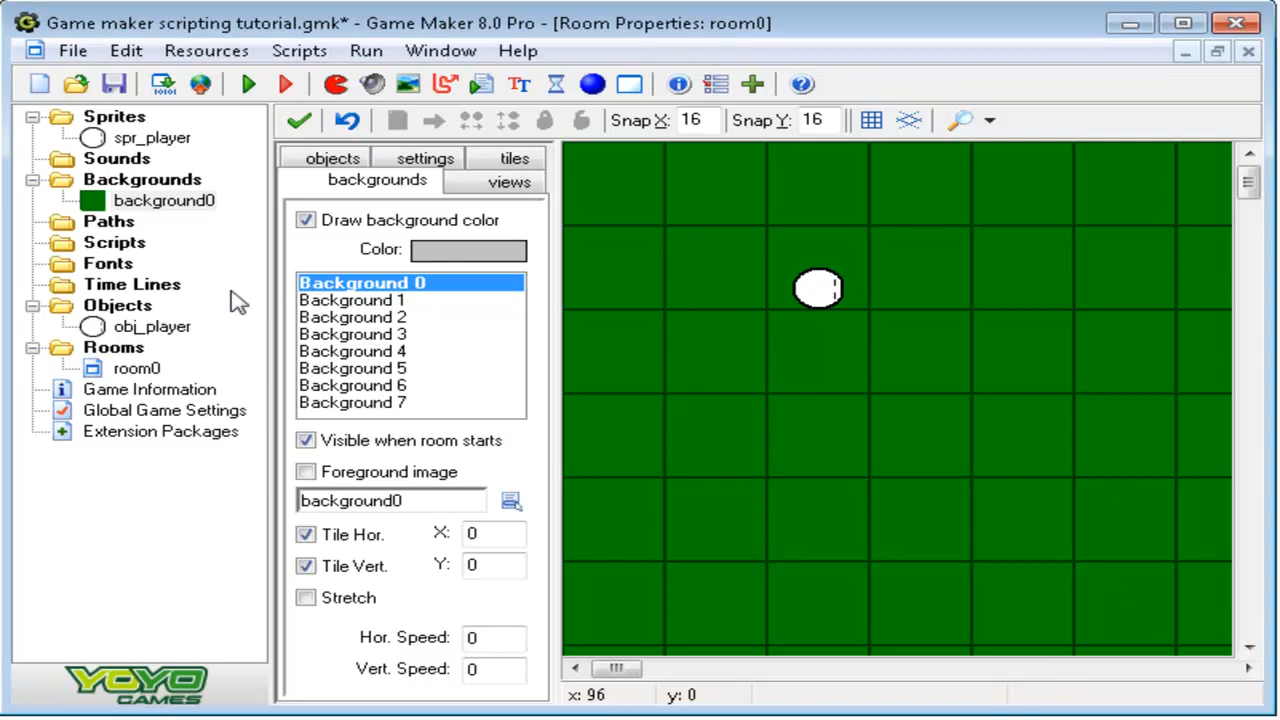 Game maker scripting tutorial.gmk* - Game Maker 8.0 Pro - [Room Properties: room0]
File Edit Resources Scripts Run Window Help
Snap X: 16 Snap Y: 16
Sprites
spr_player
Sounds
Backgrounds
background0
Paths
Scripts
Fonts
Time Lines
Objects
obj_player
Rooms
room0
Game Information
Global Game Settings
Extension Packages
YOYO
GAMES
objects settings tiles
backgrounds views
Draw background color
Color:
Background 0
Background 1
Background 2
Background 3
Background 4
Background 5
Background 6
Background 7
Visible when room starts
Foreground image
background0
Tile Hor. X: 0
Tile Vert. Y: 0
Stretch
Hor. Speed: 0
Vert. Speed: 0
x: 96 y: 0